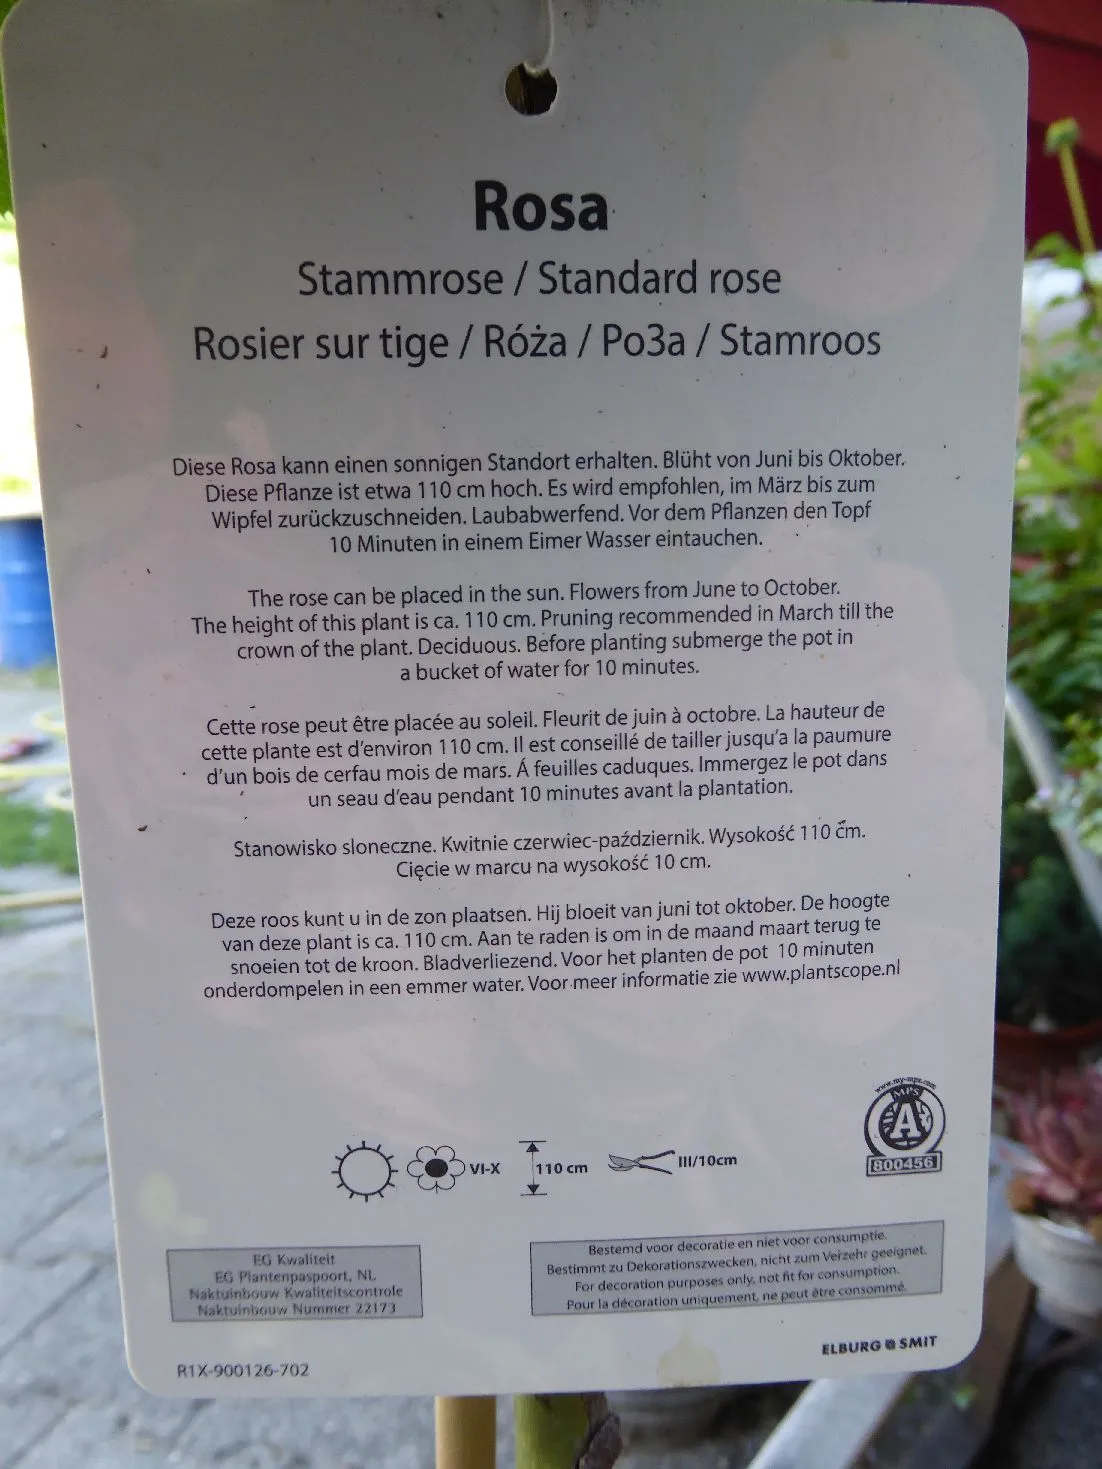 Rosa
Stammrose / Standard rose
Rosier sur tige / Róża / Po3a / Stamroos
Diese Rosa kann einen sonnigen Standort erhalten. Blüht von Juni bis Oktober.
Diese Pflanze ist etwa 110 cm hoch. Es wird empfohlen, im März bis zum
Wipfel zurückzuschneiden. Laubabwerfend. Vor dem Pflanzen den Topf
10 Minuten in einem Eimer Wasser eintauchen.
The rose can be placed in the sun. Flowers from June to October.
The height of this plant is ca. 110 cm. Pruning recommended in March till the
crown of the plant. Deciduous. Before planting submerge the pot in
a bucket of water for 10 minutes.
Cette rose peut être placée au soleil. Fleurit de juin à octobre. La hauteur de
cette plante est d'environ 110 cm. Il est conseillé de tailler jusqu'a la paumure
d'un bois de cerfau mois de mars. Á feuilles caduques. Immergez le pot dans
un seau d'eau pendant 10 minutes avant la plantation.
Stanowisko sloneczne. Kwitnie czerwiec-październik. Wysokość 110 cm.
Cięcie w marcu na wysokość 10 cm.
Deze roos kunt u in de zon plaatsen. Hij bloeit van juni tot oktober. De hoogte
van deze plant is ca. 110 cm. Aan te raden is om in de maand maart terug te
snoeien tot de kroon. Bladverliezend. Voor het planten de pot 10 minuten
onderdompelen in een emmer water. Voor meer informatie zie www.plantscope.nl
www.my-mps.com
MPS
A
800456
VI-X
110 cm
III/10cm
EG Kwaliteit
EG Plantenpaspoort, NL
Naktuinbouw Kwaliteitscontrole
Naktuinbouw Nummer 22173
Bestemd voor decoratie en niet voor consumptie.
Bestimmt zu Dekorationszwecken, nicht zum Verzehr geeignet.
For decoration purposes only, not fit for consumption.
Pour la décoration uniquement, ne peut être consommé.
ELBURG SMIT
R1X-900126-702